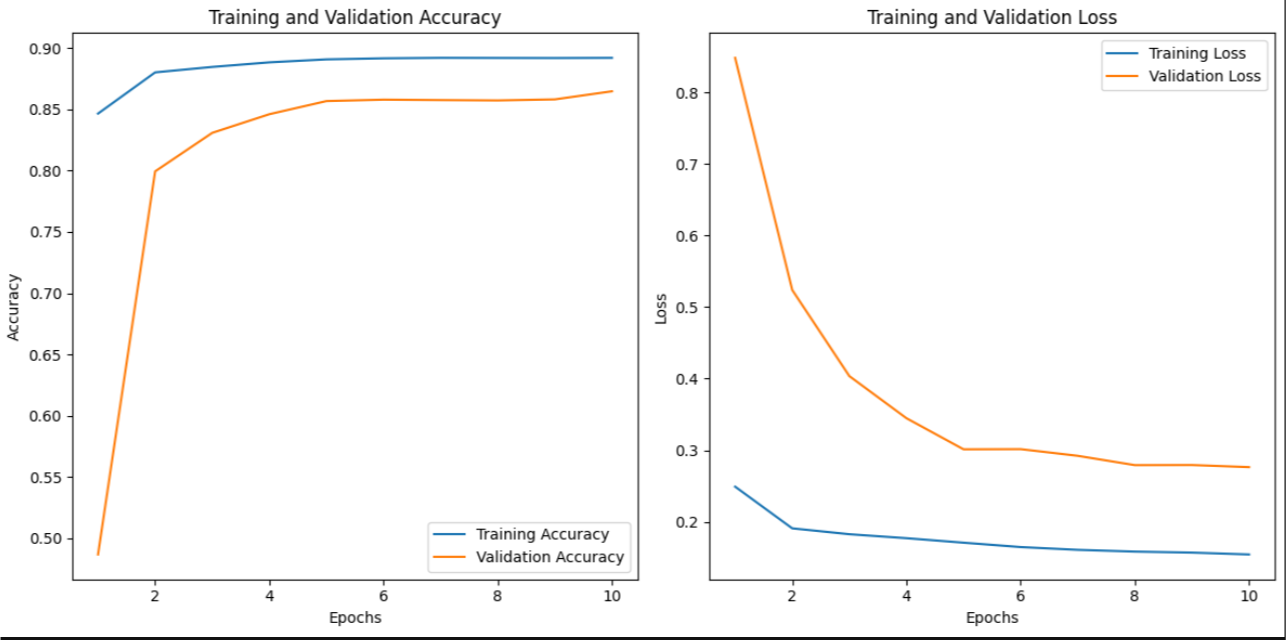 Training and Validation Accuracy
0.90
0.85
0.80
0.75
0.70
0.65
0.60
0.55
0.50
Accuracy
Training Accuracy
Validation Accuracy
2 4 6 8 10
Epochs
Training and Validation Loss
Training Loss
Validation Loss
0.8
0.7
0.6
0.5
0.4
0.3
0.2
Loss
2 4 6 8 10
Epochs